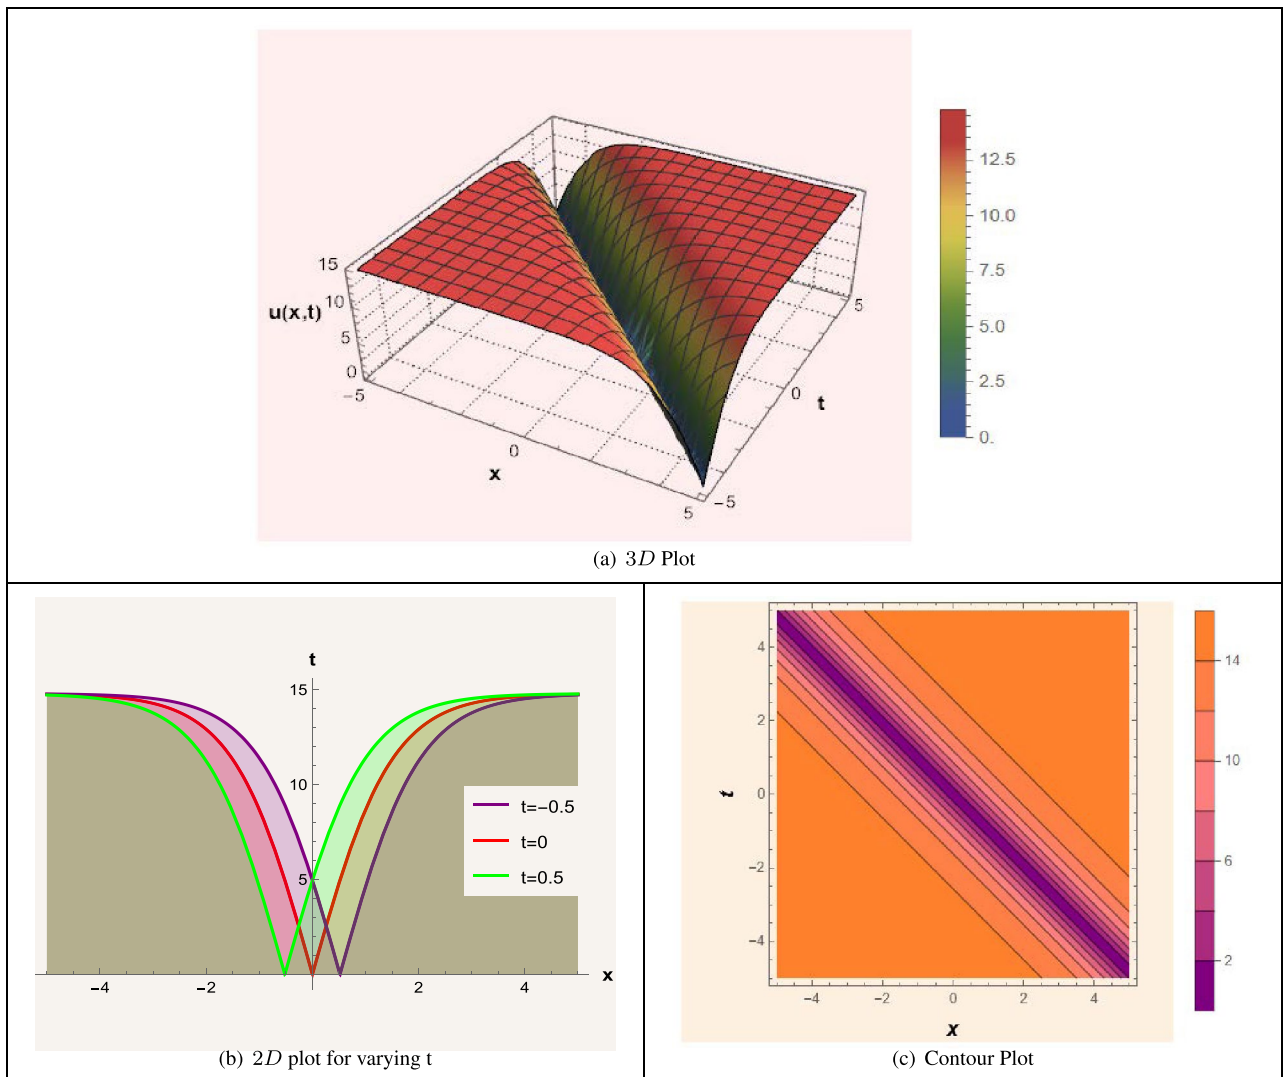 12.5
10.0
7.5
5.0
2.5
0.
15
10
5
0
u(x,t)
−5
0
5
x
−5
0
5
t
(a) 3D Plot
t
15
10
5
−4
−2
2
4
x
t=−0.5
t=0
t=0.5
(b) 2D plot for varying t
4
2
0
−2
−4
t
−4
−2
0
2
4
x
14
10
6
2
(c) Contour Plot